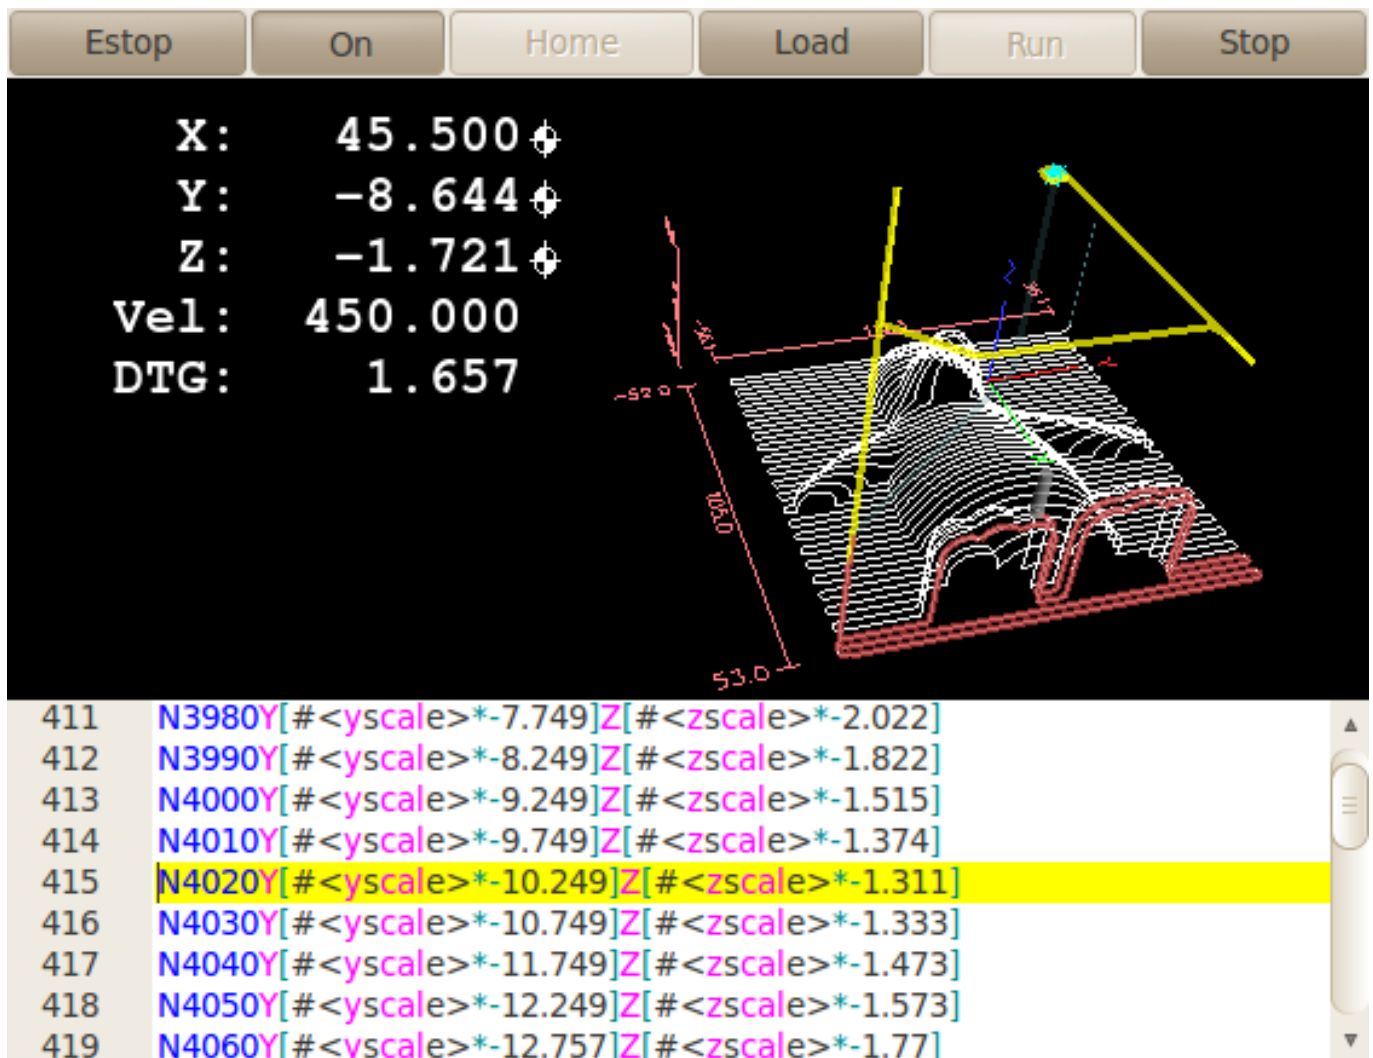 Estop On Home Load Run Stop
X: 45.500
Y: -8.644
Z: -1.721
Vel: 450.000
DTG: 1.657
-52.0
105.0
53.0
411 N3980Y[#<yscale>*-7.749]Z[#<zscale>*-2.022]
412 N3990Y[#<yscale>*-8.249]Z[#<zscale>*-1.822]
413 N4000Y[#<yscale>*-9.249]Z[#<zscale>*-1.515]
414 N4010Y[#<yscale>*-9.749]Z[#<zscale>*-1.374]
415 N4020Y[#<yscale>*-10.249]Z[#<zscale>*-1.311]
416 N4030Y[#<yscale>*-10.749]Z[#<zscale>*-1.333]
417 N4040Y[#<yscale>*-11.749]Z[#<zscale>*-1.473]
418 N4050Y[#<yscale>*-12.249]Z[#<zscale>*-1.573]
419 N4060Y[#<yscale>*-12.757]Z[#<zscale>*-1.77]